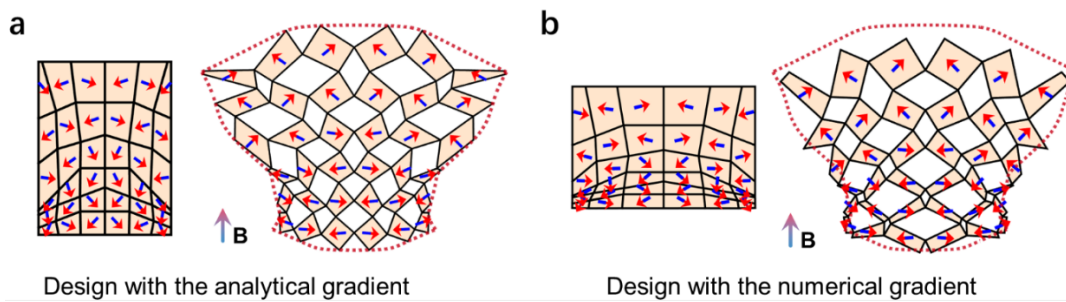 a
b
B
B
Design with the analytical gradient
Design with the numerical gradient